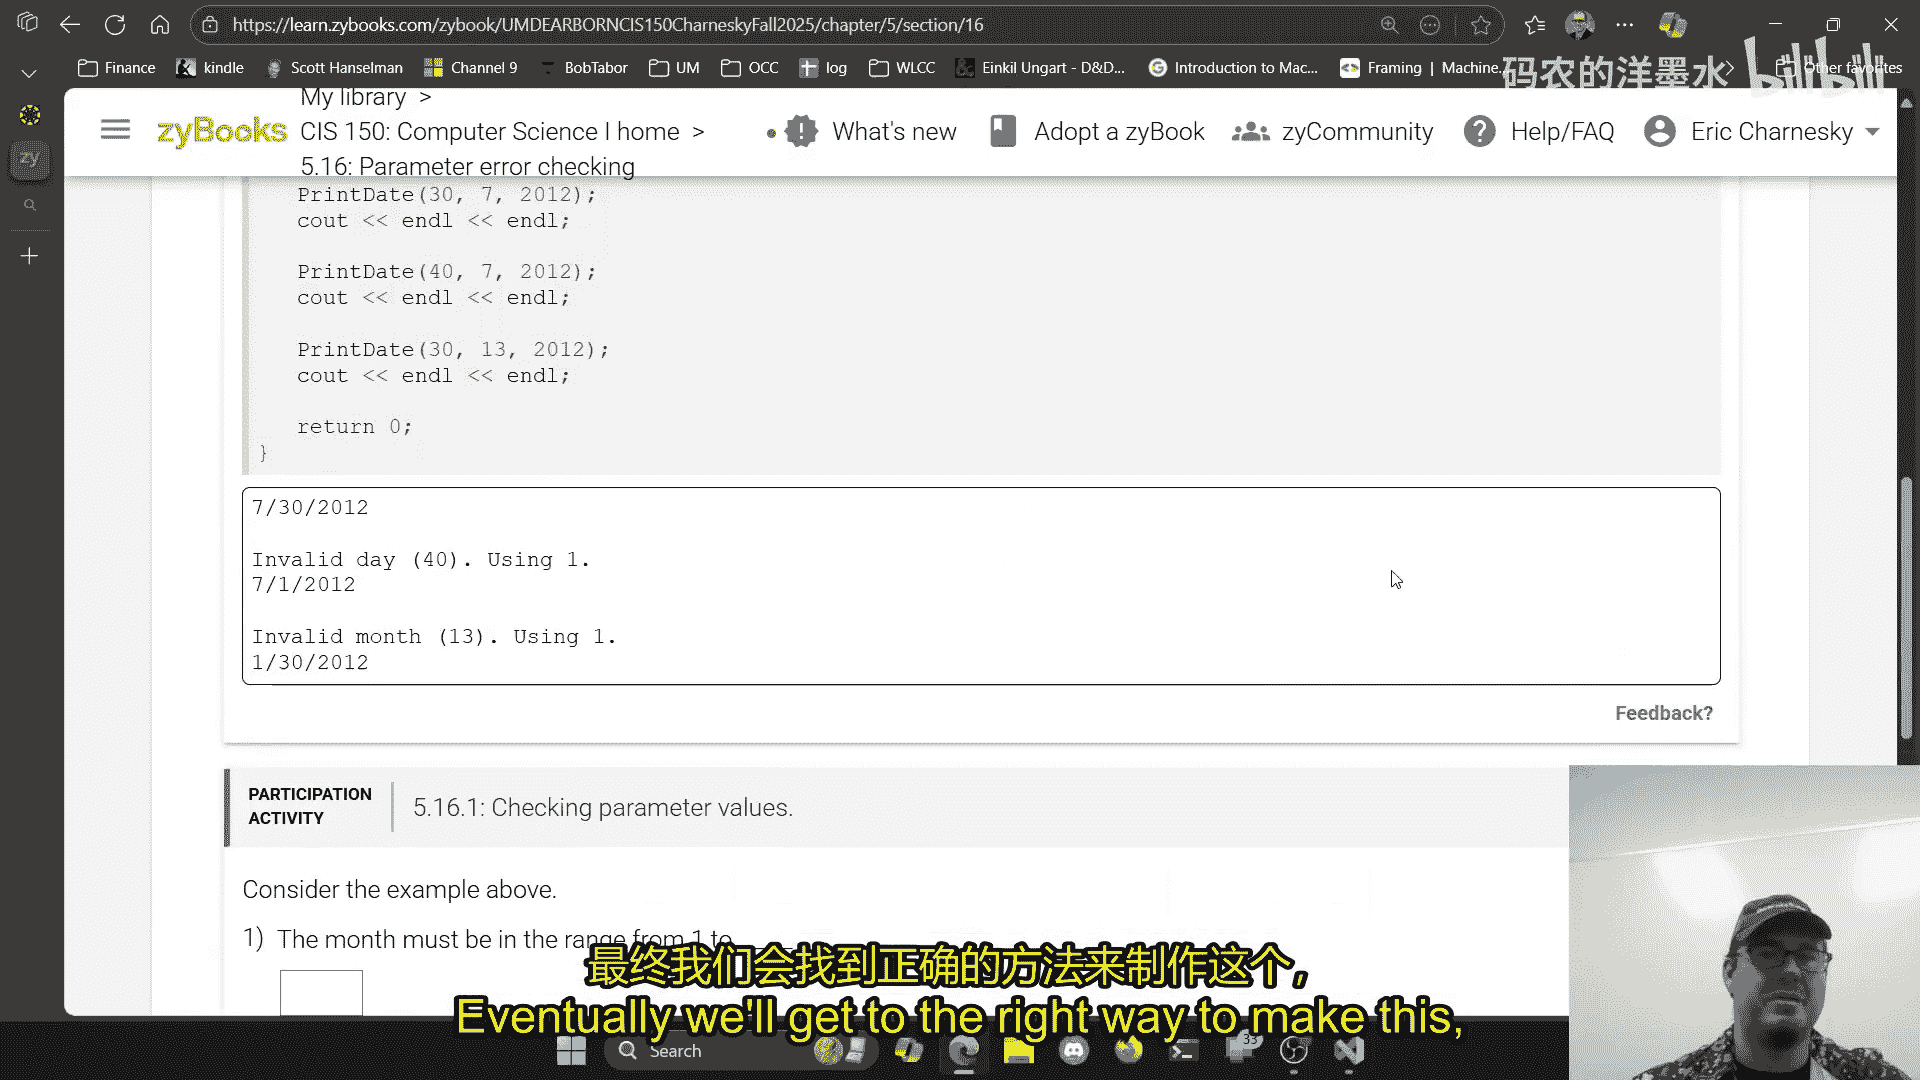 https://learn.zybooks.com/zybook/UMDEARBORNCIS150CharneskyFall2025/chapter/5/section/16
Finance
kindle
Scott Hanselman
Channel 9
BobTabor
UM
OCC
log
WLCC
Einkil Ungart - D&D...
Introduction to Mac...
Framing | Machine...
Other favorites
码农的洋墨水
bilibili
zy
zyBooks
My library >
CIS 150: Computer Science I home >
5.16: Parameter error checking
What's new
Adopt a zyBook
zyCommunity
Help/FAQ
Eric Charnesky
PrintDate(30, 7, 2012);
cout << endl << endl;
PrintDate(40, 7, 2012);
cout << endl << endl;
PrintDate(30, 13, 2012);
cout << endl << endl;
return 0;
}
7/30/2012
Invalid day (40). Using 1.
7/1/2012
Invalid month (13). Using 1.
1/30/2012
Feedback?
PARTICIPATION
ACTIVITY
5.16.1: Checking parameter values.
Consider the example above.
1) The month must be in the range from 1 to
最终我们会找到正确的方法来制作这个,
Eventually we'll get to the right way to make this,
Search
33